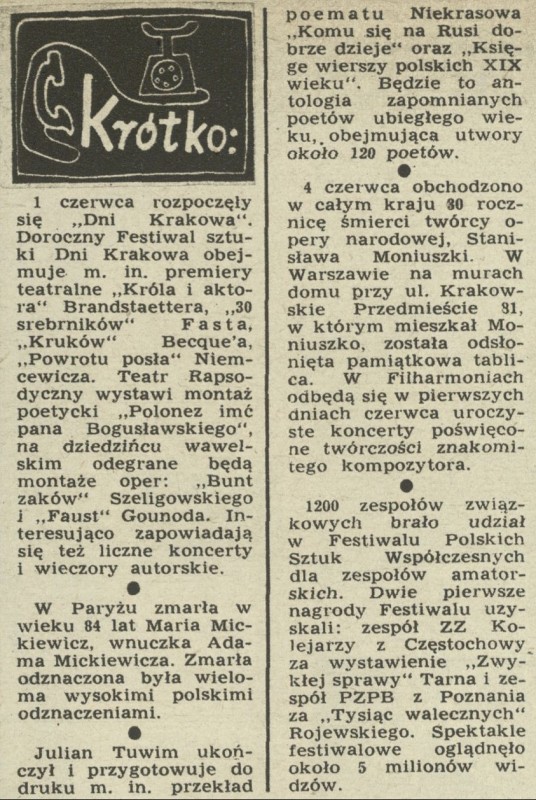 Krótko:
1 czerwca rozpoczęły
się „Dni Krakowa“.
Doroczny Festiwal sztu-
ki Dni Krakowa obej-
muje m. in. premiery
teatralne „Króla i akto-
ra“ Brandstaettera, „30
srebrników“ Fasta,
„Kruków“ Becque'a,
„Powrotu posła“ Niem-
cewicza. Teatr Rapso-
dyczny wystawi montaż
poetycki „Polonez imć
pana Bogusławskiego“,
na dziedzińcu wawel-
skim odegrane będą
montaże oper: „Bunt
żaków“ Szeligowskiego
i „Faust“ Gounoda. In-
teresująco zapowiadają
się też liczne koncerty
i wieczory autorskie.
W Paryżu zmarła w
wieku 84 lat Maria Mic-
kiewicz, wnuczka Ada-
ma Mickiewicza. Zmarła
odznaczona była wielo-
ma wysokimi polskimi
odznaczeniami.
Julian Tuwim ukoń-
czył i przygotowuje do
druku m. in. przekład
poematu Niekrasowa
„Komu się na Rusi do-
brze dzieje“ oraz „Księ-
gę wierszy polskich XIX
wieku“. Będzie to an-
tologia zapomnianych
poetów ubiegłego wie-
ku, obejmująca utwory
około 120 poetów.
4 czerwca obchodzono
w całym kraju 80 rocz-
nicę śmierci twórcy o-
pery narodowej, Stani-
sława Moniuszki. W
Warszawie na murach
domu przy ul. Krakow-
skie Przedmieście 81,
w którym mieszkał Mo-
niuszko, została odsło-
nięta pamiątkowa tabli-
ca. W Filharmoniach
odbędą się w pierwszych
dniach czerwca uroczy-
ste koncerty poświęco-
ne twórczości znakomi-
tego kompozytora.
1200 zespołów związ-
kowych brało udział
w Festiwalu Polskich
Sztuk Współczesnych
dla zespołów amator-
skich. Dwie pierwsze
nagrody Festiwalu uzy-
skali: zespół ZZ Ko-
lejarzy z Częstochowy
za wystawienie „Zwy-
kłej sprawy“ Tarna i ze-
spół PZPB z Poznania
za „Tysiąc walecznych“
Rojewskiego. Spektakle
festiwalowe oglądnęło
około 5 milionów wi-
dzów.